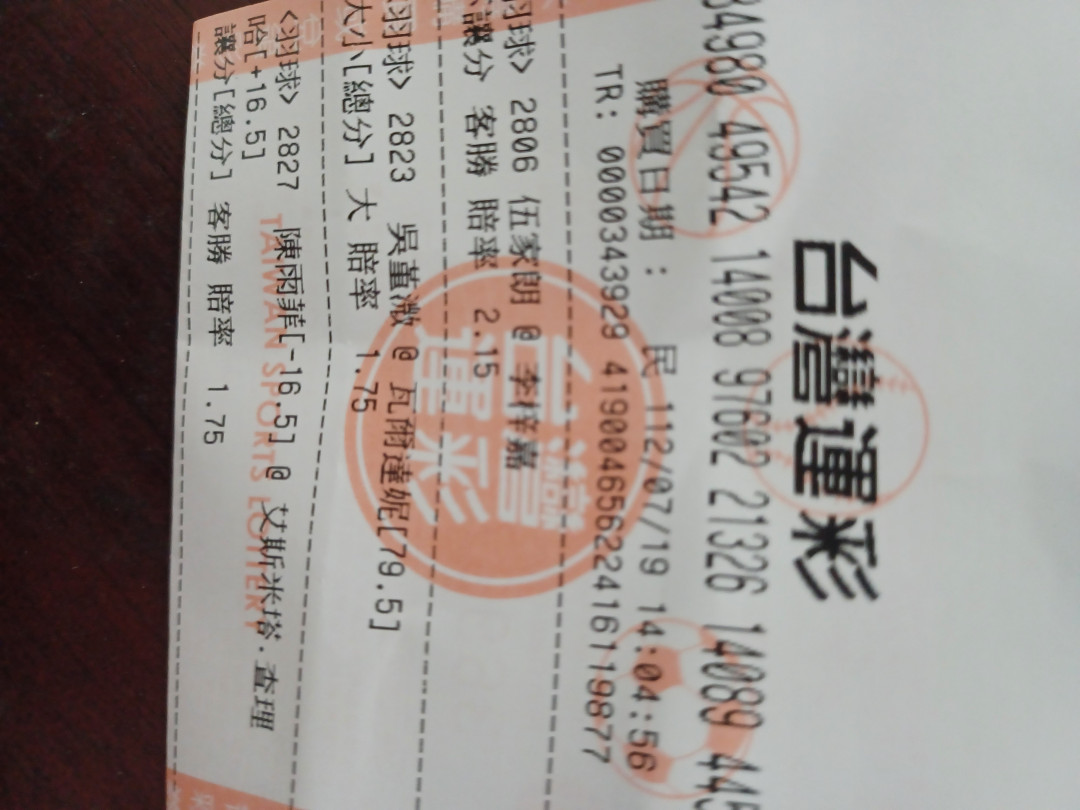 台灣運彩
84980 49542 14008 97602 21326 14089 445
購買日期： 民 112/07/19 14:04:56
TR: 0000343929 41900465622416119877
羽球> 2806 伍家朗 @ 李梓嘉
不讓分 客勝 賠率 2.15
羽球> 2823 吳堇溦 @ 瓦爾達妮[79.5]
大小[總分] 大 賠率 1.75
<羽球> 2827 陳雨菲[-16.5] @ 艾斯米塔.查理
哈[+16.5]
讓分[總分] 客勝 賠率 1.75
台灣
運彩
TAIWAN SPORTS LOTTERY